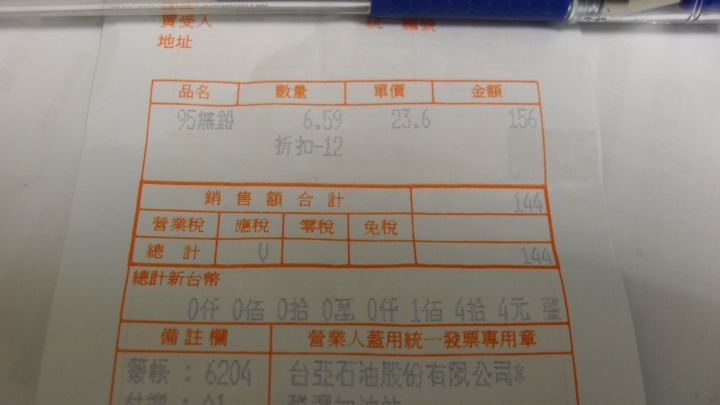 買受人
地址
品名 數量 單價 金額
95無鉛 6.59 23.6 156
折扣-12
銷售額合計 144
營業稅 應稅 零稅 免稅
總計 V 144
總計新台幣
0仟 0佰 0拾 0萬 0仟 1佰 4拾 4元 整
備註欄 營業人蓋用統一發票專用章
簽帳：6204 台亞石油股份有限公司*